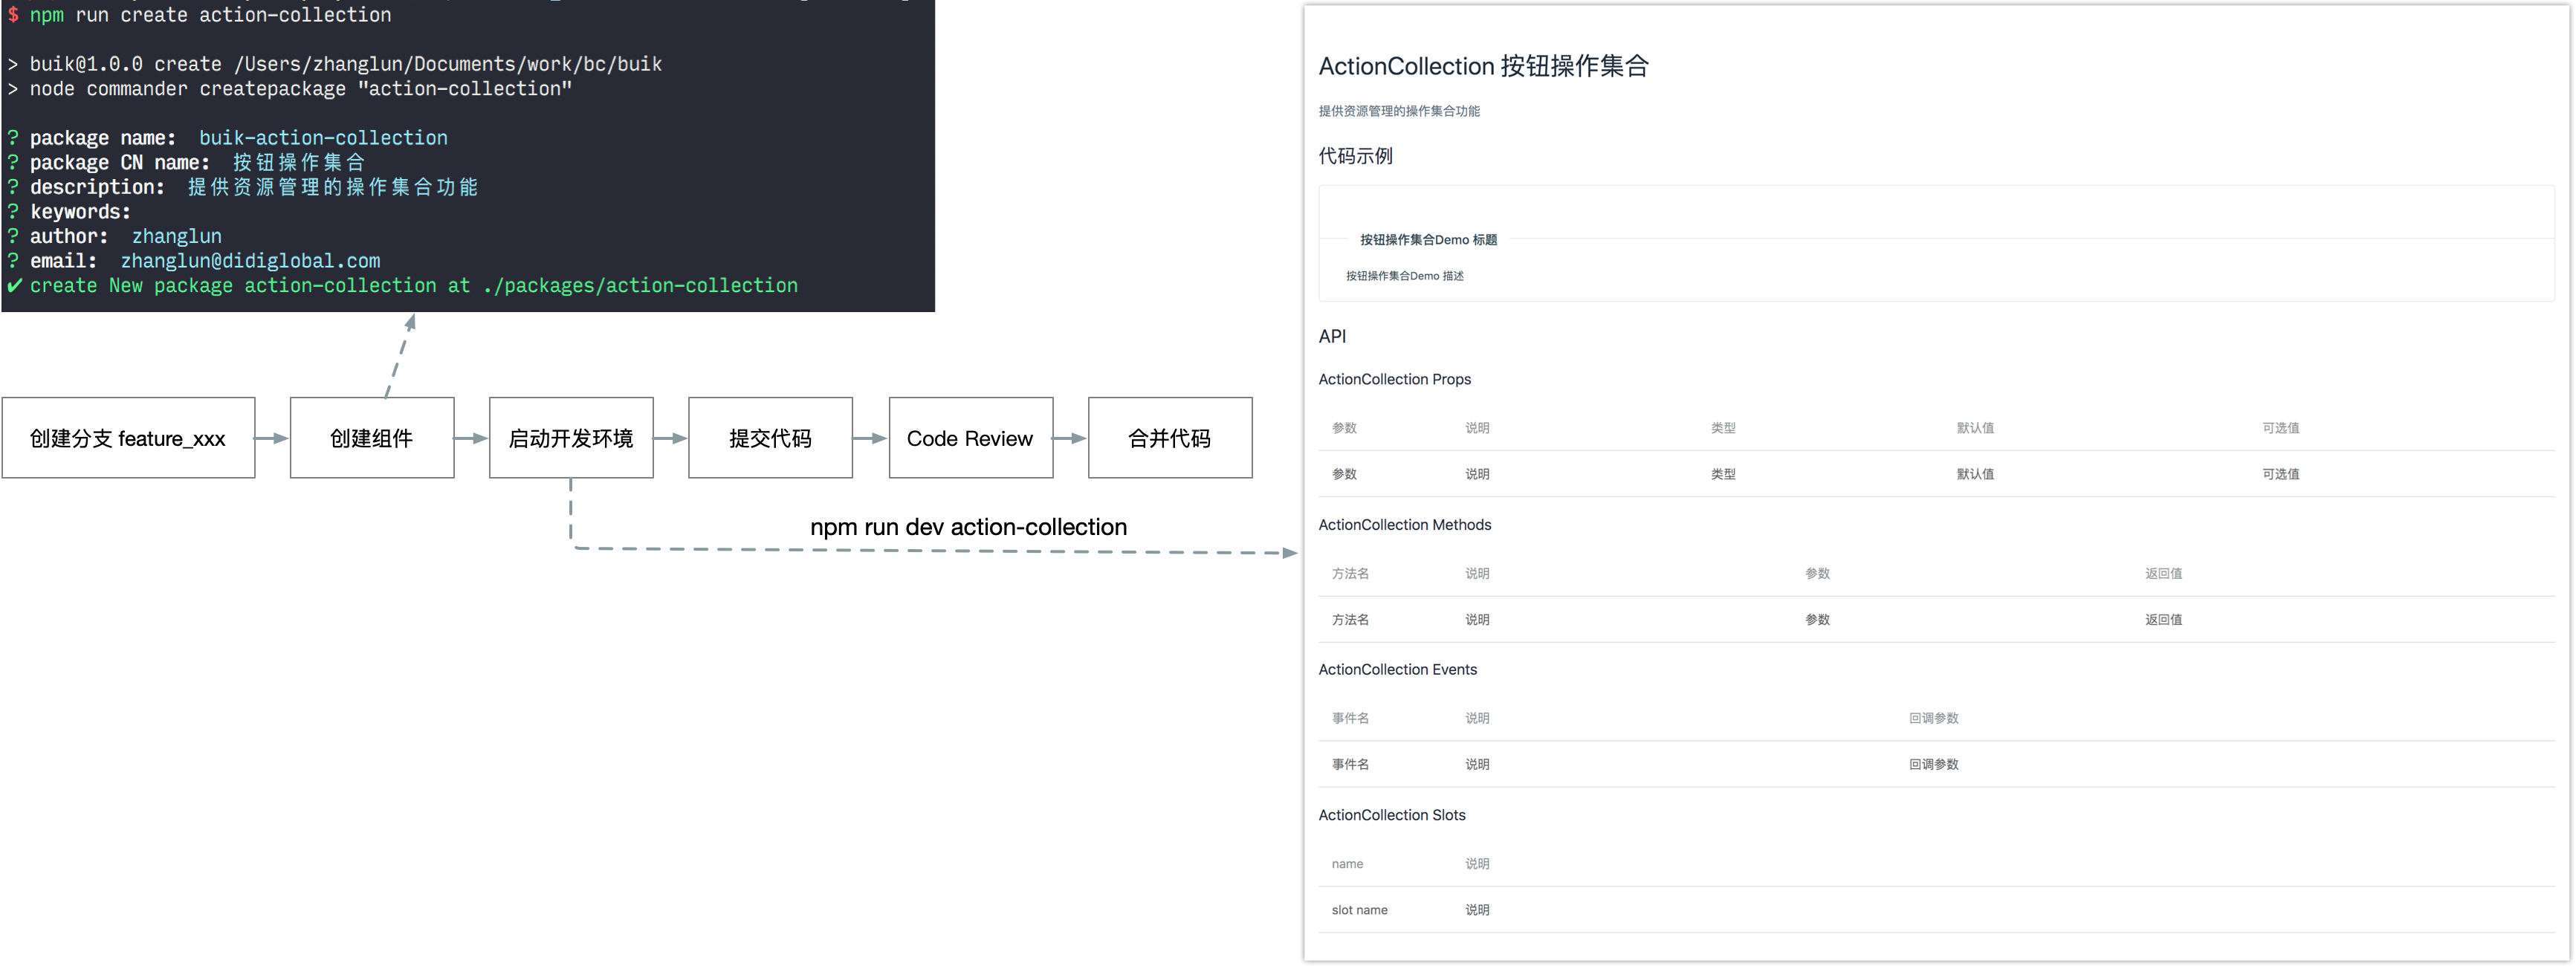 $ npm run create action-collection
> buik@1.0.0 create /Users/zhanglun/Documents/work/bc/buik
> node commander createpackage "action-collection"
? package name: buik-action-collection
? package CN name: 按钮操作集合
? description: 提供资源管理的操作集合功能
? keywords:
? author: zhanglun
? email: zhanglun@didiglobal.com
✔ create New package action-collection at ./packages/action-collection
创建分支 feature_xxx
创建组件
启动开发环境
提交代码
Code Review
合并代码
npm run dev action-collection
ActionCollection 按钮操作集合
提供资源管理的操作集合功能
代码示例
按钮操作集合Demo 标题
按钮操作集合Demo 描述
API
ActionCollection Props
参数 说明 类型 默认值 可选值
参数 说明 类型 默认值 可选值
ActionCollection Methods
方法名 说明 参数 返回值
方法名 说明 参数 返回值
ActionCollection Events
事件名 说明 回调参数
事件名 说明 回调参数
ActionCollection Slots
name 说明
slot name 说明